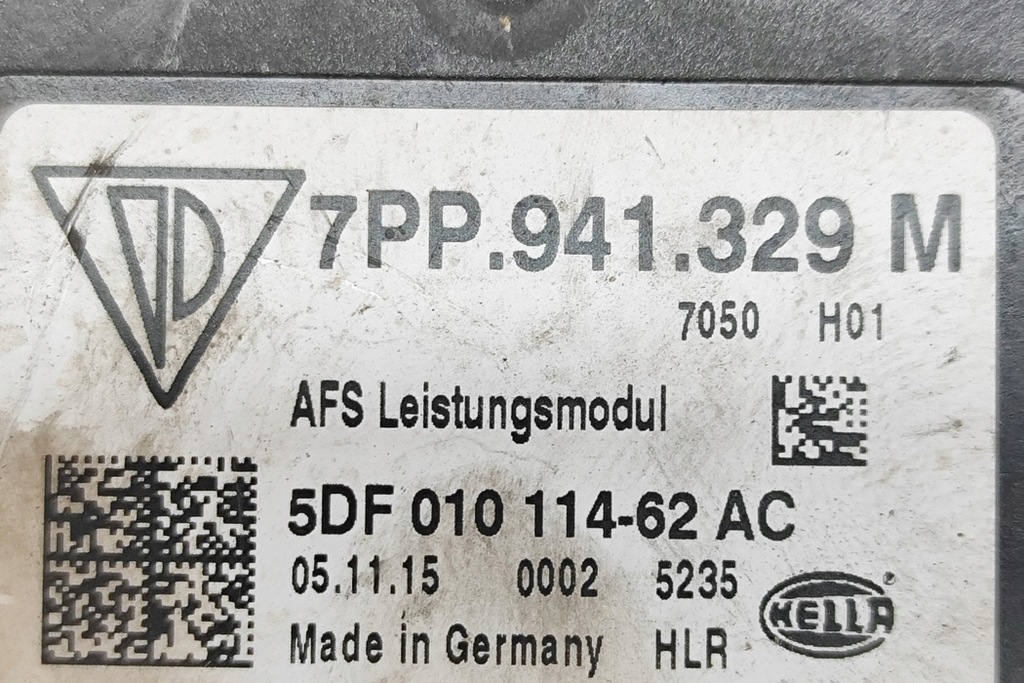 7PP.941.329 M
7050 H01
AFS Leistungsmodul
5DF 010 114-62 AC
05.11.15 0002 5235
HELLA
Made in Germany HLR